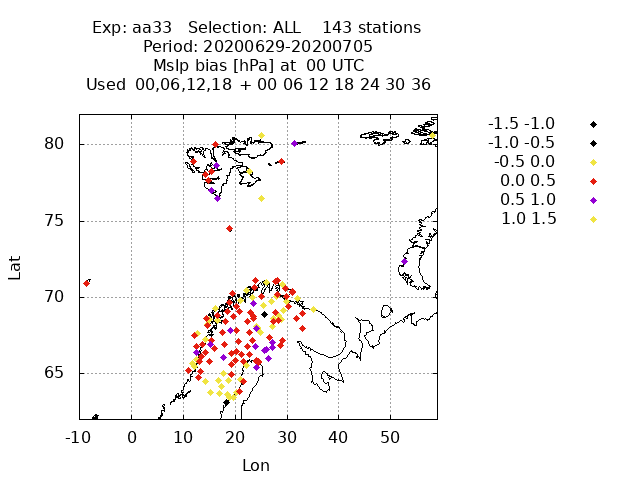 Exp: aa33 Selection: ALL 143 stations
Period: 20200629-20200705
Mslp bias [hPa] at 00 UTC
Used 00,06,12,18 + 00 06 12 18 24 30 36
-1.5 -1.0
-1.0 -0.5
-0.5 0.0
0.0 0.5
0.5 1.0
1.0 1.5
80
75
70
65
Lat
-10 0 10 20 30 40 50
Lon